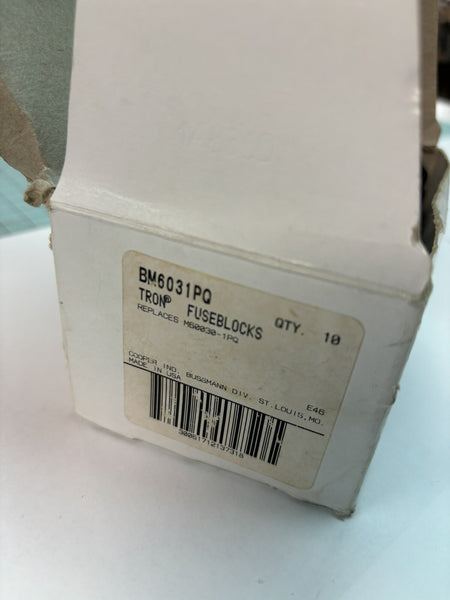 BM6031PQ
TRON® FUSEBLOCKS QTY. 10
REPLACES M60030-1PQ
E46
COOPER IND. BUSSMANN DIV. ST.LOUIS,MO.
MADE IN USA